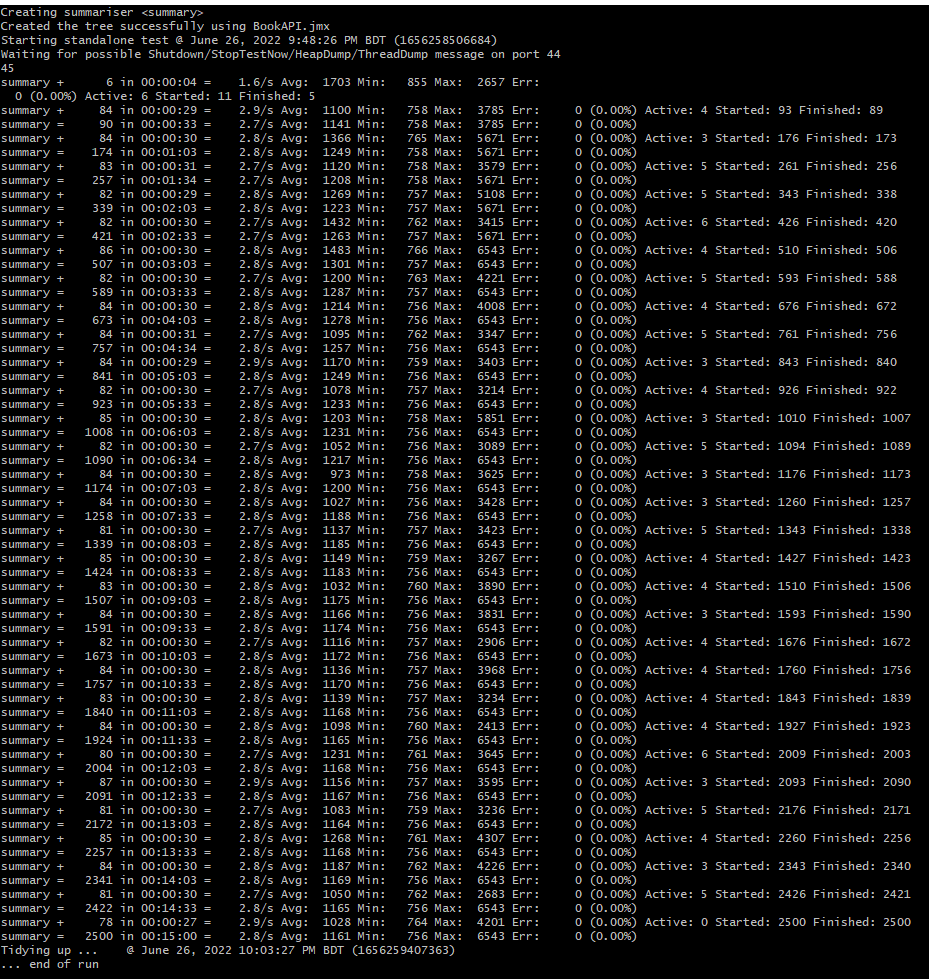 Creating summariser <summary>
Created the tree successfully using BookAPI.jmx
Starting standalone test @ June 26, 2022 9:48:26 PM BDT (1656258506684)
Waiting for possible Shutdown/StopTestNow/HeapDump/ThreadDump message on port 44
45
summary +      6 in 00:00:04 =    1.6/s Avg:  1703 Min:   855 Max:  2657 Err:
  0 (0.00%) Active: 6 Started: 11 Finished: 5
summary +     84 in 00:00:29 =    2.9/s Avg:  1100 Min:   758 Max:  3785 Err:     0 (0.00%) Active: 4 Started: 93 Finished: 89
summary =     90 in 00:00:33 =    2.7/s Avg:  1141 Min:   758 Max:  3785 Err:     0 (0.00%)
summary +     84 in 00:00:30 =    2.8/s Avg:  1366 Min:   765 Max:  5671 Err:     0 (0.00%) Active: 3 Started: 176 Finished: 173
summary =    174 in 00:01:03 =    2.8/s Avg:  1249 Min:   758 Max:  5671 Err:     0 (0.00%)
summary +     83 in 00:00:31 =    2.7/s Avg:  1120 Min:   758 Max:  3579 Err:     0 (0.00%) Active: 5 Started: 261 Finished: 256
summary =    257 in 00:01:34 =    2.7/s Avg:  1208 Min:   758 Max:  5671 Err:     0 (0.00%)
summary +     82 in 00:00:29 =    2.8/s Avg:  1269 Min:   757 Max:  5108 Err:     0 (0.00%) Active: 5 Started: 343 Finished: 338
summary =    339 in 00:02:03 =    2.8/s Avg:  1223 Min:   757 Max:  5671 Err:     0 (0.00%)
summary +     82 in 00:00:30 =    2.7/s Avg:  1432 Min:   762 Max:  3415 Err:     0 (0.00%) Active: 6 Started: 426 Finished: 420
summary =    421 in 00:02:33 =    2.7/s Avg:  1263 Min:   757 Max:  5671 Err:     0 (0.00%)
summary +     86 in 00:00:30 =    2.8/s Avg:  1483 Min:   766 Max:  6543 Err:     0 (0.00%) Active: 4 Started: 510 Finished: 506
summary =    507 in 00:03:03 =    2.8/s Avg:  1301 Min:   757 Max:  6543 Err:     0 (0.00%)
summary +     82 in 00:00:30 =    2.8/s Avg:  1200 Min:   763 Max:  4221 Err:     0 (0.00%) Active: 5 Started: 593 Finished: 588
summary =    589 in 00:03:33 =    2.8/s Avg:  1287 Min:   757 Max:  6543 Err:     0 (0.00%)
summary +     84 in 00:00:30 =    2.8/s Avg:  1214 Min:   756 Max:  4008 Err:     0 (0.00%) Active: 4 Started: 676 Finished: 672
summary =    673 in 00:04:03 =    2.8/s Avg:  1278 Min:   756 Max:  6543 Err:     0 (0.00%)
summary +     84 in 00:00:31 =    2.7/s Avg:  1095 Min:   762 Max:  3347 Err:     0 (0.00%) Active: 5 Started: 761 Finished: 756
summary =    757 in 00:04:34 =    2.8/s Avg:  1257 Min:   756 Max:  6543 Err:     0 (0.00%)
summary +     84 in 00:00:29 =    2.9/s Avg:  1170 Min:   759 Max:  3403 Err:     0 (0.00%) Active: 3 Started: 843 Finished: 840
summary =    841 in 00:05:03 =    2.8/s Avg:  1249 Min:   756 Max:  6543 Err:     0 (0.00%)
summary +     82 in 00:00:30 =    2.7/s Avg:  1078 Min:   757 Max:  3214 Err:     0 (0.00%) Active: 4 Started: 926 Finished: 922
summary =    923 in 00:05:33 =    2.8/s Avg:  1233 Min:   756 Max:  6543 Err:     0 (0.00%)
summary +     85 in 00:00:30 =    2.8/s Avg:  1203 Min:   758 Max:  5851 Err:     0 (0.00%) Active: 3 Started: 1010 Finished: 1007
summary =   1008 in 00:06:03 =    2.8/s Avg:  1231 Min:   756 Max:  6543 Err:     0 (0.00%)
summary +     82 in 00:00:30 =    2.7/s Avg:  1052 Min:   756 Max:  3089 Err:     0 (0.00%) Active: 5 Started: 1094 Finished: 1089
summary =   1090 in 00:06:34 =    2.8/s Avg:  1217 Min:   756 Max:  6543 Err:     0 (0.00%)
summary +     84 in 00:00:30 =    2.8/s Avg:   973 Min:   758 Max:  3625 Err:     0 (0.00%) Active: 3 Started: 1176 Finished: 1173
summary =   1174 in 00:07:03 =    2.8/s Avg:  1200 Min:   756 Max:  6543 Err:     0 (0.00%)
summary +     84 in 00:00:30 =    2.8/s Avg:  1027 Min:   756 Max:  3428 Err:     0 (0.00%) Active: 3 Started: 1260 Finished: 1257
summary =   1258 in 00:07:33 =    2.8/s Avg:  1188 Min:   756 Max:  6543 Err:     0 (0.00%)
summary +     81 in 00:00:30 =    2.7/s Avg:  1137 Min:   757 Max:  3423 Err:     0 (0.00%) Active: 5 Started: 1343 Finished: 1338
summary =   1339 in 00:08:03 =    2.8/s Avg:  1185 Min:   756 Max:  6543 Err:     0 (0.00%)
summary +     85 in 00:00:30 =    2.8/s Avg:  1149 Min:   759 Max:  3267 Err:     0 (0.00%) Active: 4 Started: 1427 Finished: 1423
summary =   1424 in 00:08:33 =    2.8/s Avg:  1183 Min:   756 Max:  6543 Err:     0 (0.00%)
summary +     83 in 00:00:30 =    2.8/s Avg:  1032 Min:   760 Max:  3890 Err:     0 (0.00%) Active: 4 Started: 1510 Finished: 1506
summary =   1507 in 00:09:03 =    2.8/s Avg:  1175 Min:   756 Max:  6543 Err:     0 (0.00%)
summary +     84 in 00:00:30 =    2.8/s Avg:  1166 Min:   756 Max:  3831 Err:     0 (0.00%) Active: 3 Started: 1593 Finished: 1590
summary =   1591 in 00:09:33 =    2.8/s Avg:  1174 Min:   756 Max:  6543 Err:     0 (0.00%)
summary +     82 in 00:00:30 =    2.7/s Avg:  1116 Min:   757 Max:  2906 Err:     0 (0.00%) Active: 4 Started: 1676 Finished: 1672
summary =   1673 in 00:10:03 =    2.8/s Avg:  1172 Min:   756 Max:  6543 Err:     0 (0.00%)
summary +     84 in 00:00:30 =    2.8/s Avg:  1136 Min:   757 Max:  3968 Err:     0 (0.00%) Active: 4 Started: 1760 Finished: 1756
summary =   1757 in 00:10:33 =    2.8/s Avg:  1170 Min:   756 Max:  6543 Err:     0 (0.00%)
summary +     83 in 00:00:30 =    2.8/s Avg:  1139 Min:   757 Max:  3234 Err:     0 (0.00%) Active: 4 Started: 1843 Finished: 1839
summary =   1840 in 00:11:03 =    2.8/s Avg:  1168 Min:   756 Max:  6543 Err:     0 (0.00%)
summary +     84 in 00:00:30 =    2.8/s Avg:  1098 Min:   760 Max:  2413 Err:     0 (0.00%) Active: 4 Started: 1927 Finished: 1923
summary =   1924 in 00:11:33 =    2.8/s Avg:  1165 Min:   756 Max:  6543 Err:     0 (0.00%)
summary +     80 in 00:00:30 =    2.7/s Avg:  1231 Min:   761 Max:  3645 Err:     0 (0.00%) Active: 6 Started: 2009 Finished: 2003
summary =   2004 in 00:12:03 =    2.8/s Avg:  1168 Min:   756 Max:  6543 Err:     0 (0.00%)
summary +     87 in 00:00:30 =    2.9/s Avg:  1156 Min:   757 Max:  3595 Err:     0 (0.00%) Active: 3 Started: 2093 Finished: 2090
summary =   2091 in 00:12:33 =    2.8/s Avg:  1167 Min:   756 Max:  6543 Err:     0 (0.00%)
summary +     81 in 00:00:30 =    2.7/s Avg:  1083 Min:   759 Max:  3236 Err:     0 (0.00%) Active: 5 Started: 2176 Finished: 2171
summary =   2172 in 00:13:03 =    2.8/s Avg:  1164 Min:   756 Max:  6543 Err:     0 (0.00%)
summary +     85 in 00:00:30 =    2.8/s Avg:  1268 Min:   761 Max:  4307 Err:     0 (0.00%) Active: 4 Started: 2260 Finished: 2256
summary =   2257 in 00:13:33 =    2.8/s Avg:  1168 Min:   756 Max:  6543 Err:     0 (0.00%)
summary +     84 in 00:00:30 =    2.8/s Avg:  1187 Min:   762 Max:  4226 Err:     0 (0.00%) Active: 3 Started: 2343 Finished: 2340
summary =   2341 in 00:14:03 =    2.8/s Avg:  1169 Min:   756 Max:  6543 Err:     0 (0.00%)
summary +     81 in 00:00:30 =    2.7/s Avg:  1050 Min:   762 Max:  2683 Err:     0 (0.00%) Active: 5 Started: 2426 Finished: 2421
summary =   2422 in 00:14:33 =    2.8/s Avg:  1165 Min:   756 Max:  6543 Err:     0 (0.00%)
summary +     78 in 00:00:27 =    2.9/s Avg:  1028 Min:   764 Max:  4201 Err:     0 (0.00%) Active: 0 Started: 2500 Finished: 2500
summary =   2500 in 00:15:00 =    2.8/s Avg:  1161 Min:   756 Max:  6543 Err:     0 (0.00%)
Tidying up ...    @ June 26, 2022 10:03:27 PM BDT (1656259407363)
... end of run